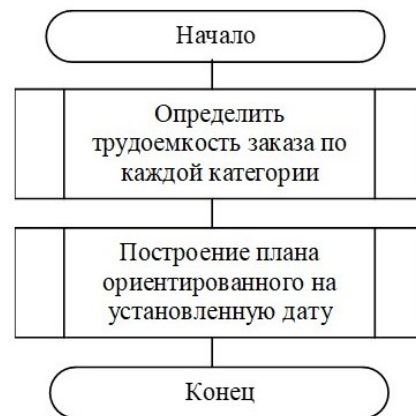 Начало
Определить
трудоемкость заказа по
каждой категории
Построение плана
ориентированного на
установленную дату
Конец